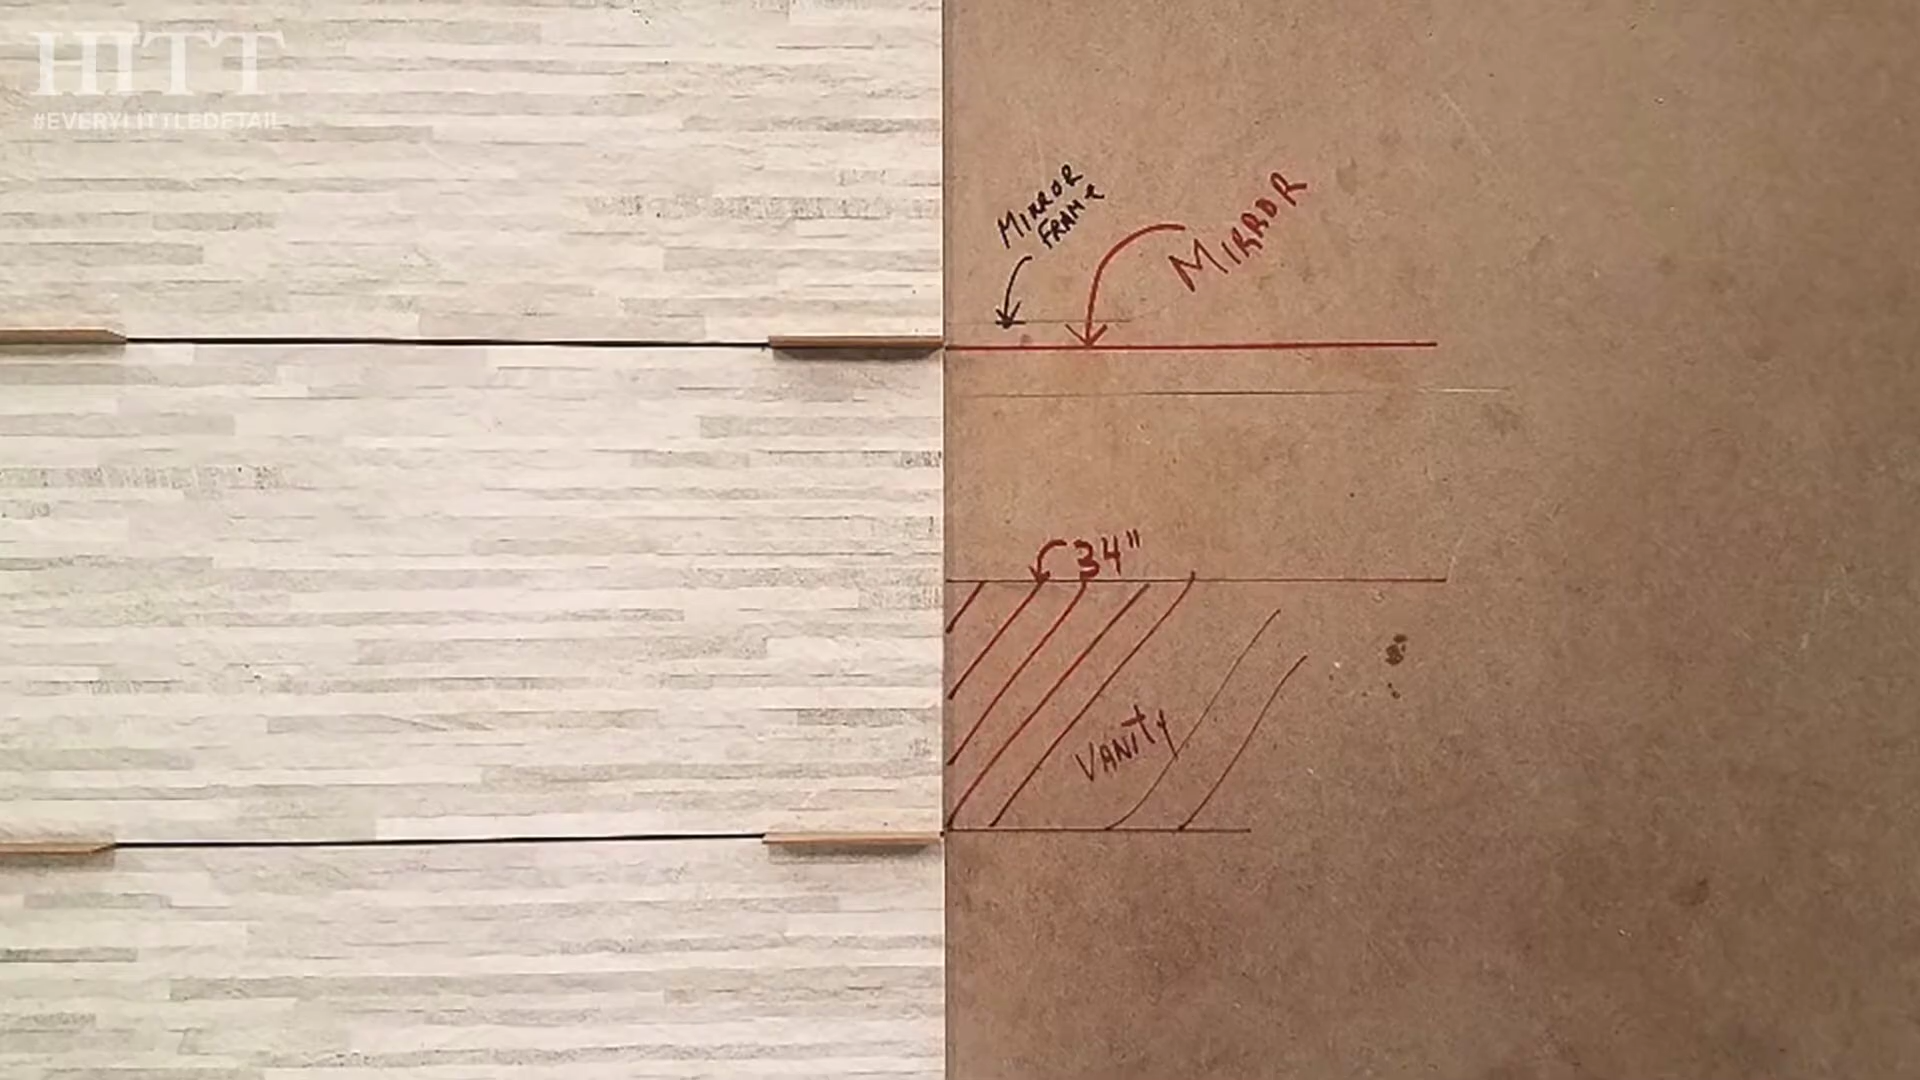 HITT
#EVERYLITTLEDETAIL
MIRROR
FRAMe
MIRROR
34"
VANITY